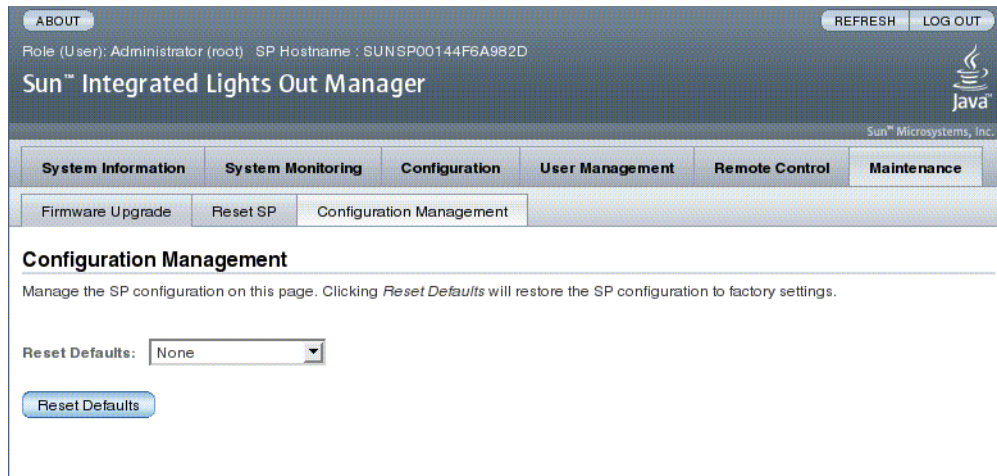 ABOUT
REFRESH LOG OUT
Role (User): Administrator (root) SP Hostname : SUNSP00144F6A982D
Sun™ Integrated Lights Out Manager
Java™
Sun™ Microsystems, Inc.
System Information System Monitoring Configuration User Management Remote Control Maintenance
Firmware Upgrade Reset SP Configuration Management
Configuration Management
Manage the SP configuration on this page. Clicking Reset Defaults will restore the SP configuration to factory settings.
Reset Defaults: None
Reset Defaults